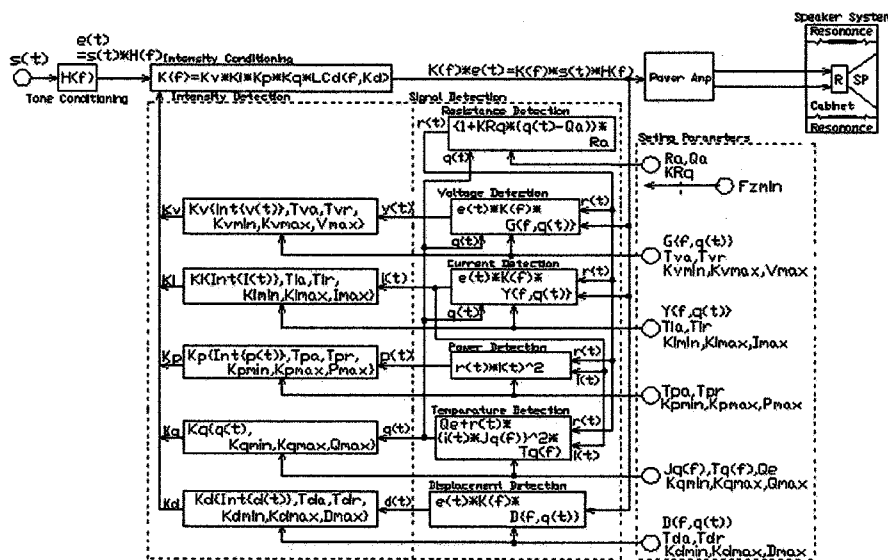 Speaker System
Resonance
e(t)
=s(t)*H(f)
s(t)
Intensity Conditioning
H(f)
K(f)=Kv*KI*Kp*Kq*LCd(f,Kd)
K(f)*e(t)=K(f)*s(t)*H(f)
Power Amp
R
SP
Tone Conditioning
Intensity Detection
Signal Detection
Cabinet
Resonance
Resistance Detection
r(t)
{1+KRq*(q(t)-Qa)}*
Ra
q(t)
Seting Parameters
Ra,Qa
KRq
Fzmin
Voltage Detection
Kv
Kv{Int{v(t)},Tva,Tvr,
Kvmin,Kvmax,Vmax}
v(t)
e(t)*K(f)*
G{f,q(t)}
r(t)
q(t)
G{f,q(t)}
Tva,Tvr
Kvmin,Kvmax,Vmax
Current Detection
KI
KKInt{I(t)},TIa,TIr,
KImin,KImax,Imax}
I(t)
e(t)*K(f)*
Y{f,q(t)}
r(t)
q(t)
Y{f,q(t)}
TIa,TIr
KImin,KImax,Imax
Power Detection
Kp
Kp{Int{p(t)},Tpa,Tpr,
Kpmin,Kpmax,Pmax}
p(t)
r(t)*I(t)^2
r(t)
I(t)
Tpa,Tpr
Kpmin,Kpmax,Pmax
Temperature Detection
Kq
Kq{q(t),
Kqmin,Kqmax,Qmax}
q(t)
Qe+r(t)*
{i(t)*Jq(f)}^2*
Tq(f)
r(t)
I(t)
Jq(f),Tq(f),Qe
Kqmin,Kqmax,Qmax
Displacement Detection
Kd
Kd{Int{d(t)},Tda,Tdr,
Kdmin,Kdmax,Dmax}
d(t)
e(t)*K(f)*
D{f,q(t)}
D{f,q(t)}
Tda,Tdr
Kdmin,Kdmax,Dmax